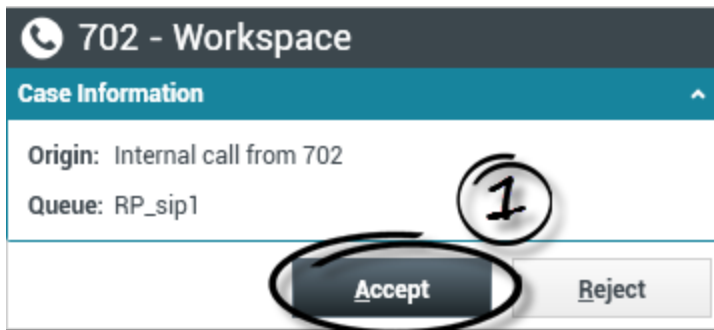 702 - Workspace
Case Information
Origin: Internal call from 702
Queue: RP_sip1
1
Accept Reject